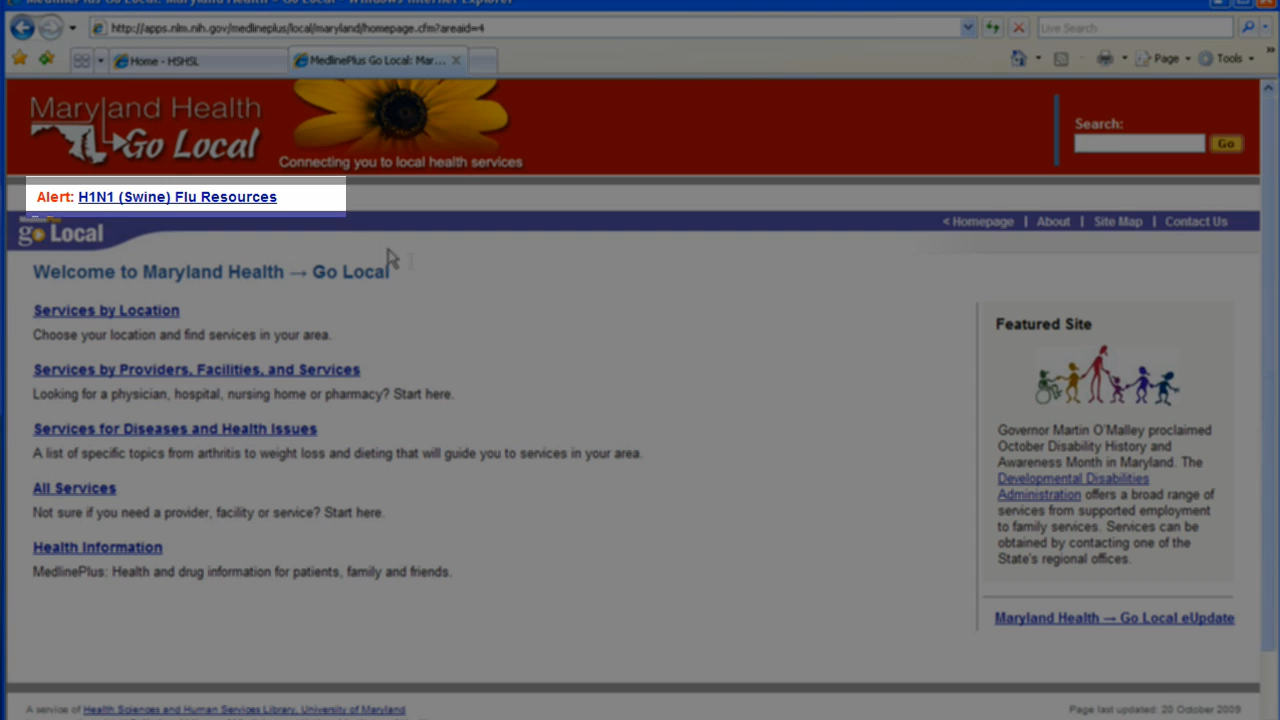 MedlinePlus Go Local: Maryland Health - Go Local - Windows Internet Explorer
http://apps.nlm.nih.gov/medlineplus/local/maryland/homepage.cfm?areaid=4
Live Search
Home - HSHSL
MedlinePlus Go Local: Mar...
Page
Tools
Maryland Health
Go Local
Connecting you to local health services
Search:
Go
Alert: H1N1 (Swine) Flu Resources
go Local
< Homepage | About | Site Map | Contact Us
Welcome to Maryland Health → Go Local
Services by Location
Choose your location and find services in your area.
Services by Providers, Facilities, and Services
Looking for a physician, hospital, nursing home or pharmacy? Start here.
Services for Diseases and Health Issues
A list of specific topics from arthritis to weight loss and dieting that will guide you to services in your area.
All Services
Not sure if you need a provider, facility or service? Start here.
Health Information
MedlinePlus: Health and drug information for patients, family and friends.
Featured Site
Governor Martin O'Malley proclaimed
October Disability History and
Awareness Month in Maryland. The
Developmental Disabilities
Administration offers a broad range of
services from supported employment
to family services. Services can be
obtained by contacting one of the
State's regional offices.
Maryland Health → Go Local eUpdate
A service of Health Sciences and Human Services Library, University of Maryland
Page last updated: 20 October 2009